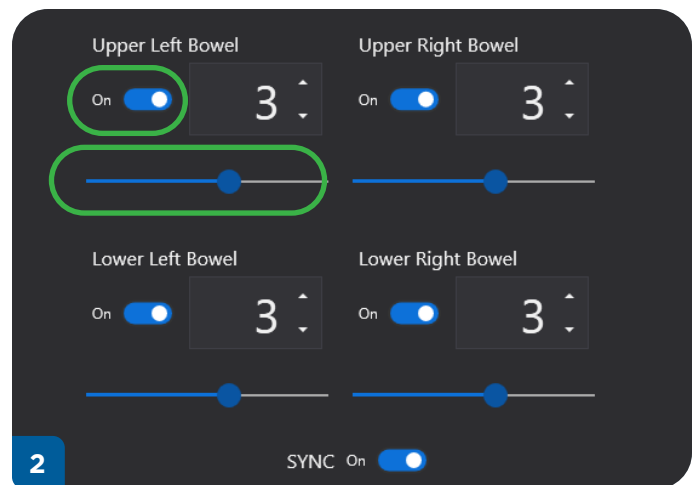 Upper Left Bowel Upper Right Bowel
On 3 On 3
Lower Left Bowel Lower Right Bowel
On 3 On 3
SYNC On
2